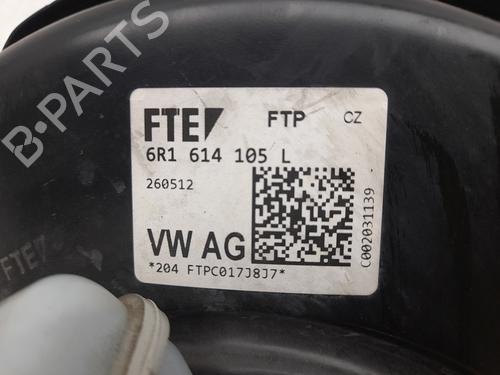 B-PARTS
FTE FTP CZ
6R1 614 105 L
260512
VW AG
*204 FTPC017J8J7*
C002031139
FTE